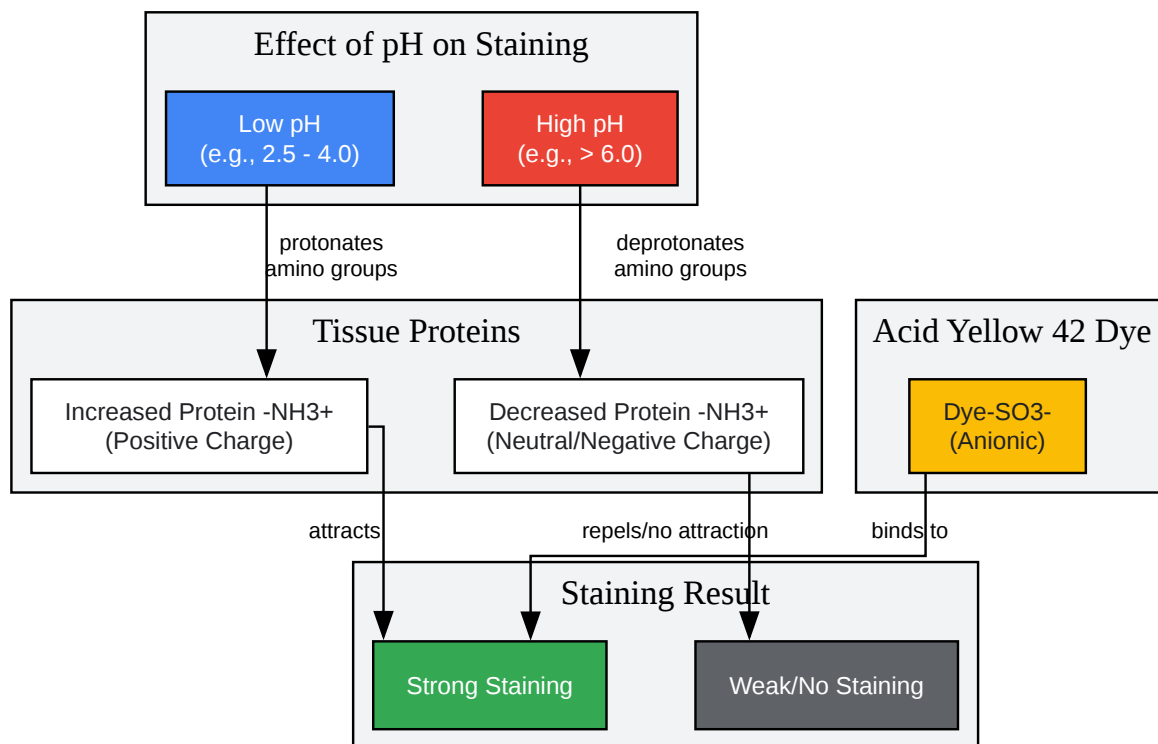 Effect of pH on Staining
Low pH
(e.g., 2.5 - 4.0)
High pH
(e.g., > 6.0)
protonates
amino groups
deprotonates
amino groups
Tissue Proteins
Increased Protein -NH3+
(Positive Charge)
Decreased Protein -NH3+
(Neutral/Negative Charge)
Acid Yellow 42 Dye
Dye-SO3-
(Anionic)
attracts
repels/no attraction
binds to
Staining Result
Strong Staining
Weak/No Staining